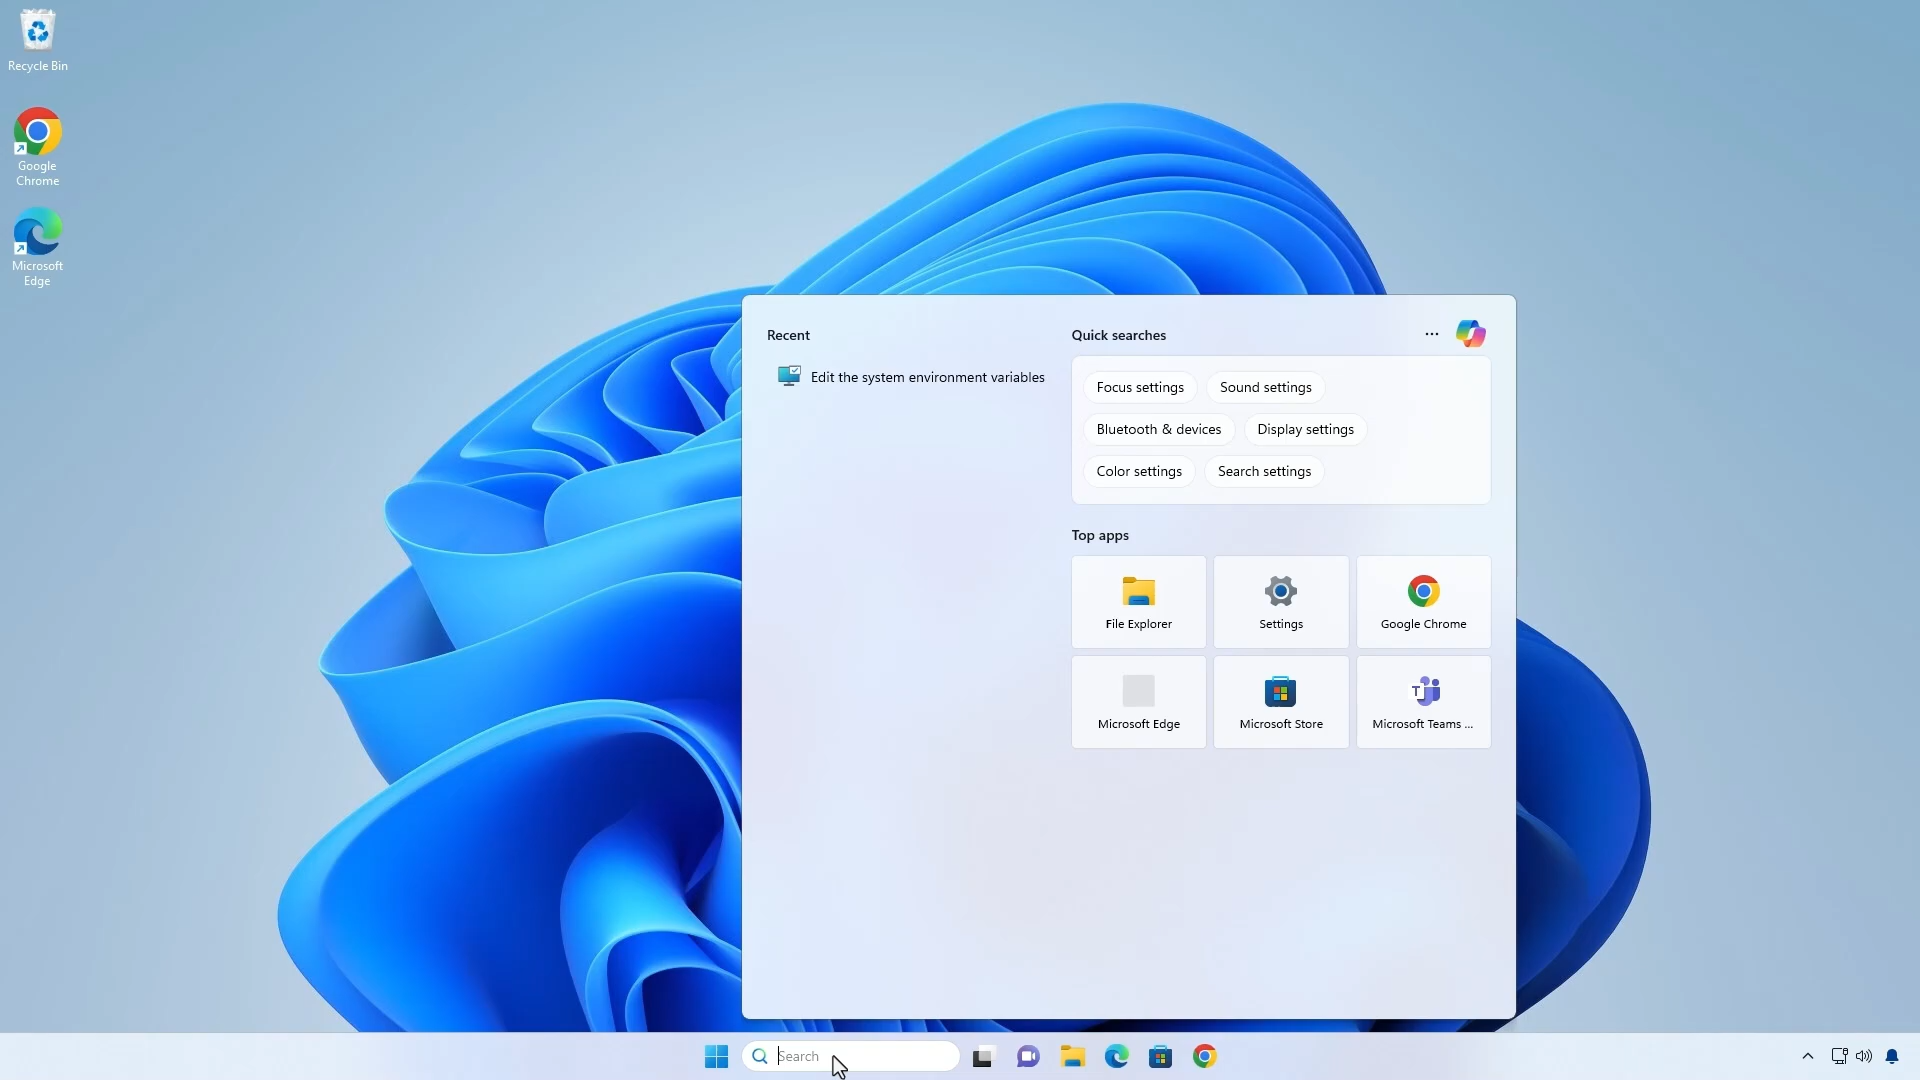 Recycle Bin
Google
Chrome
Microsoft
Edge
Recent
Edit the system environment variables
Quick searches
Focus settings
Sound settings
Bluetooth & devices
Display settings
Color settings
Search settings
Top apps
File Explorer
Settings
Google Chrome
Microsoft Edge
Microsoft Store
Microsoft Teams ...
Search